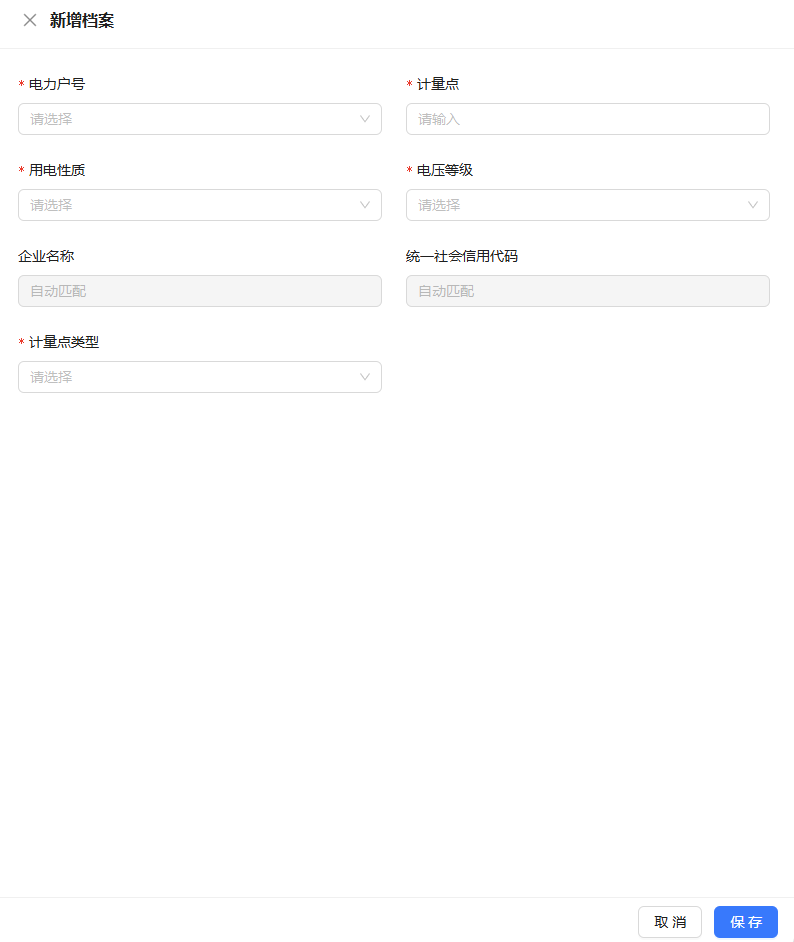 新增档案
* 电力户号
* 计量点
请选择
请输入
* 用电性质
* 电压等级
请选择
请选择
企业名称
统一社会信用代码
自动匹配
自动匹配
* 计量点类型
请选择
取 消
保 存